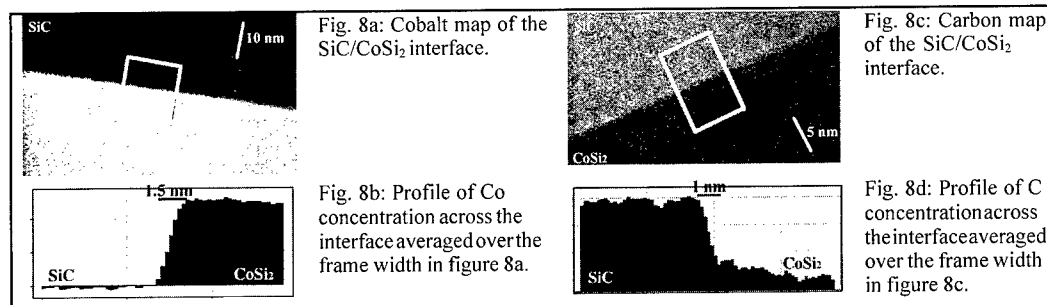 SiC
10 nm
Fig. 8a: Cobalt map of the
SiC/CoSi2
interface.
CoSi2
5 nm
Fig. 8c: Carbon map
of the SiC/CoSi2
interface.
1.5 nm
SiC
CoSi2
Fig. 8b: Profile of Co
concentration across the
interface averaged over the
frame width in figure 8a.
1 nm
SiC
CoSi2
Fig. 8d: Profile of C
concentration across
the interface averaged
over the frame width
in figure 8c.